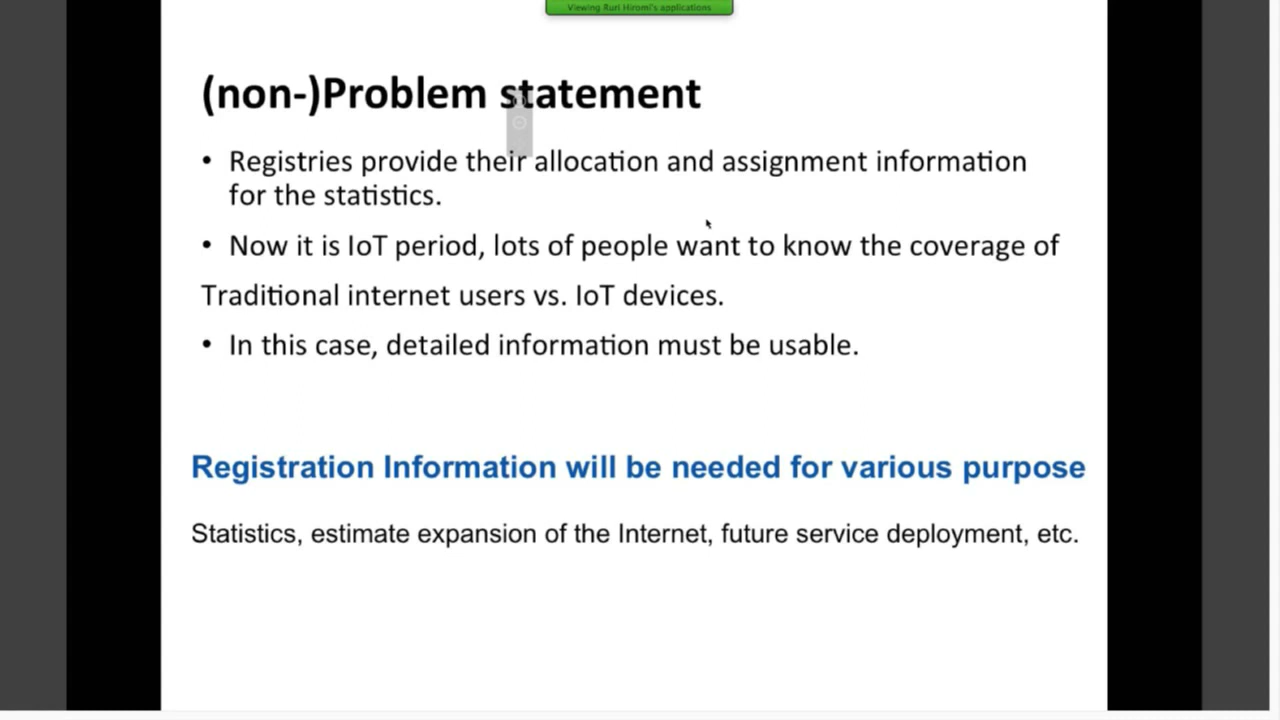 Viewing Ruri Hiromi's applications
(non-)Problem statement
• Registries provide their allocation and assignment information
for the statistics.
• Now it is IoT period, lots of people want to know the coverage of
Traditional internet users vs. IoT devices.
• In this case, detailed information must be usable.
Registration Information will be needed for various purpose
Statistics, estimate expansion of the Internet, future service deployment, etc.